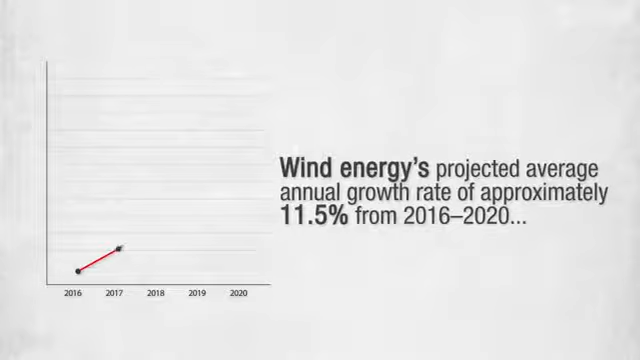 Wind energy's projected average
annual growth rate of approximately
11.5% from 2016–2020...
2016 2017 2018 2019 2020